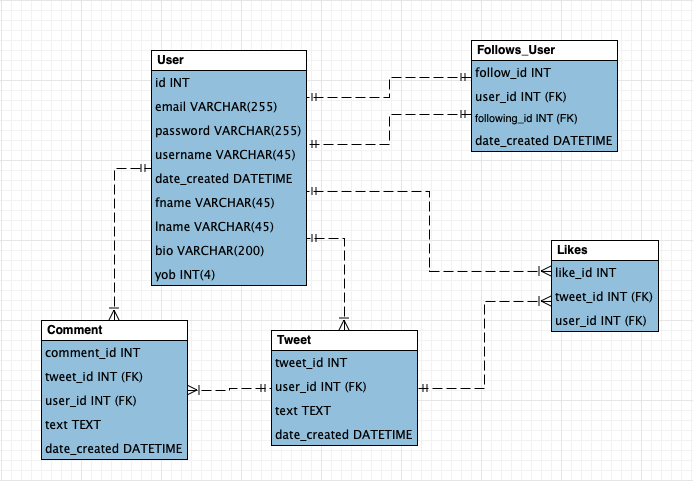 User
id INT
email VARCHAR(255)
password VARCHAR(255)
username VARCHAR(45)
date_created DATETIME
fname VARCHAR(45)
lname VARCHAR(45)
bio VARCHAR(200)
yob INT(4)
Follows_User
follow_id INT
user_id INT (FK)
following_id INT (FK)
date_created DATETIME
Likes
like_id INT
tweet_id INT (FK)
user_id INT (FK)
Comment
comment_id INT
tweet_id INT (FK)
user_id INT (FK)
text TEXT
date_created DATETIME
Tweet
tweet_id INT
user_id INT (FK)
text TEXT
date_created DATETIME